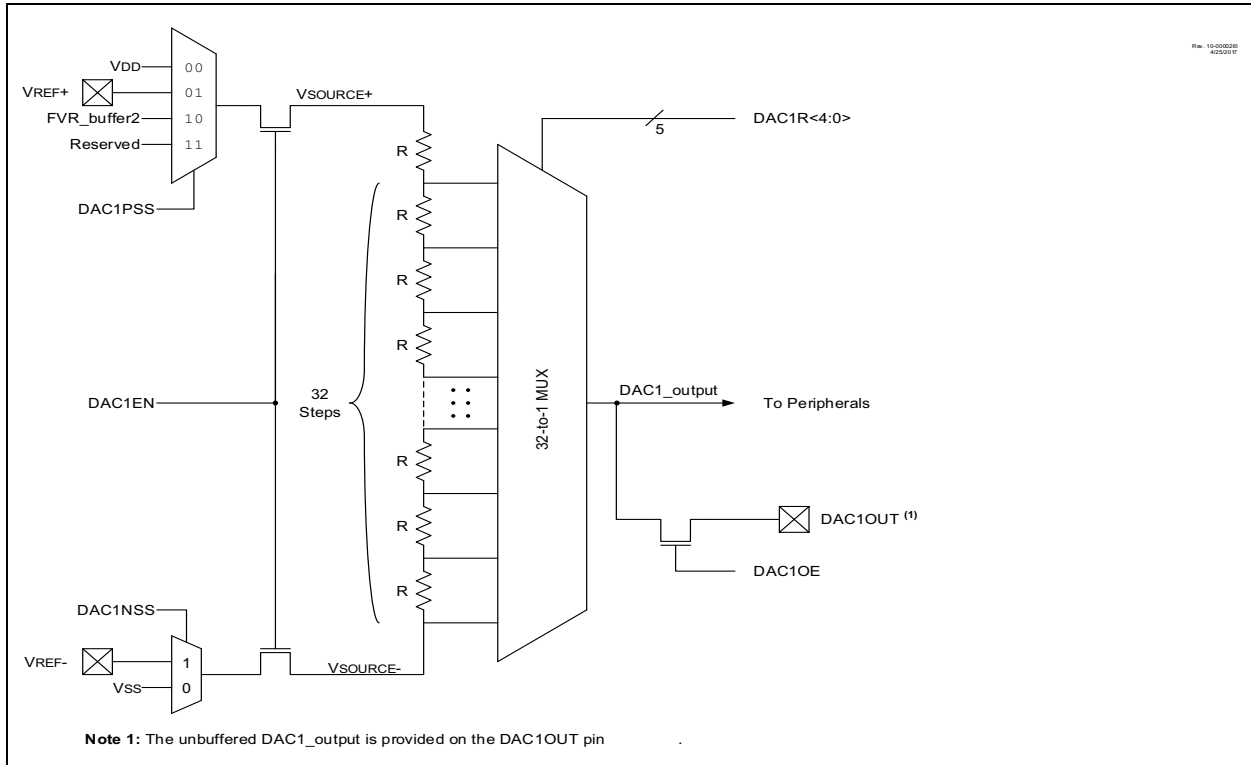 Rev. 10-000026I
4/25/2017
VDD
00
VREF+
01
FVR_buffer2
10
Reserved
11
DAC1PSS
VSOURCE+
R
R
R
R
R
R
R
32
Steps
DAC1R<4:0>
5
32-to-1 MUX
DAC1EN
DAC1_output
To Peripherals
DAC1OUT (1)
DAC1OE
DAC1NSS
VREF-
1
VSS
0
VSOURCE-
Note 1: The unbuffered DAC1_output is provided on the DAC1OUT pin .